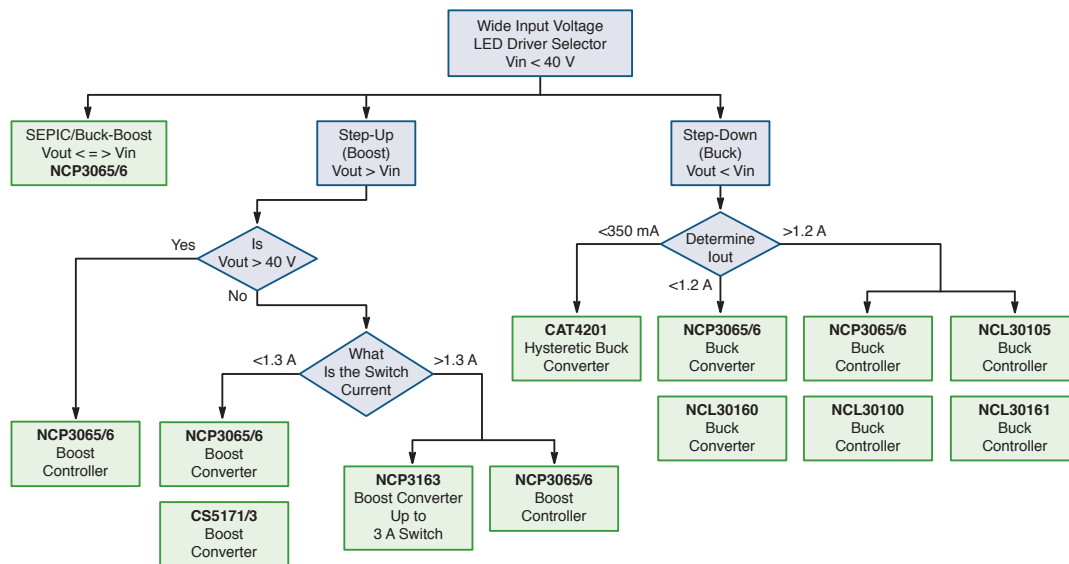 Wide Input Voltage
LED Driver Selector
Vin < 40 V
SEPIC/Buck-Boost
Vout < = > Vin
NCP3065/6
Step-Up
(Boost)
Vout > Vin
Step-Down
(Buck)
Vout < Vin
Yes
Is
Vout > 40 V
No
<350 mA
Determine
Iout
>1.2 A
<1.2 A
<1.3 A
What
Is the Switch
Current
>1.3 A
CAT4201
Hysteretic Buck
Converter
NCP3065/6
Buck
Converter
NCP3065/6
Buck
Controller
NCL30105
Buck
Controller
NCL30160
Buck
Converter
NCL30100
Buck
Controller
NCL30161
Buck
Controller
NCP3065/6
Boost
Controller
NCP3065/6
Boost
Converter
CS5171/3
Boost
Converter
NCP3163
Boost Converter
Up to
3 A Switch
NCP3065/6
Boost
Controller